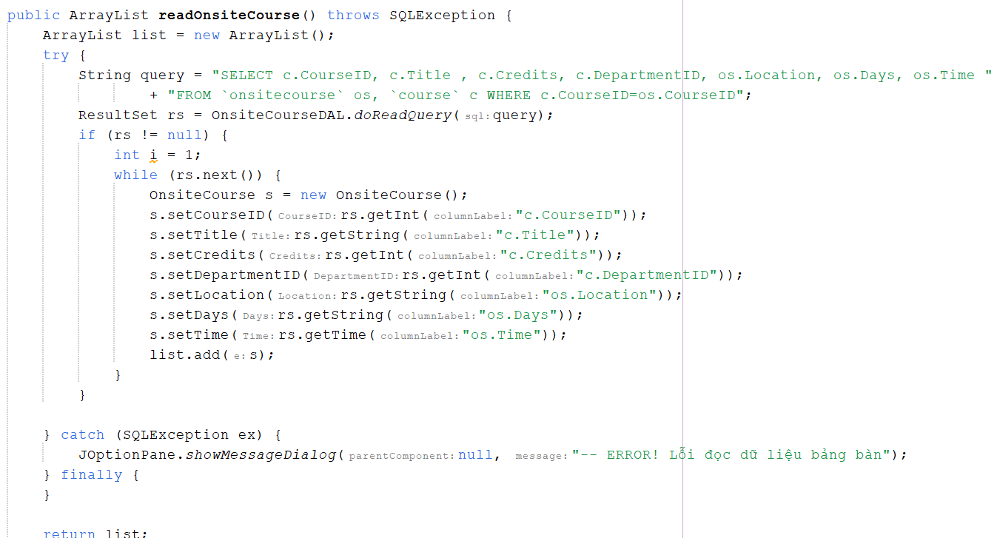 public ArrayList readOnsiteCourse() throws SQLException {
    ArrayList list = new ArrayList();
    try {
        String query = "SELECT c.CourseID, c.Title , c.Credits, c.DepartmentID, os.Location, os.Days, os.Time "
                + "FROM `onsitecourse` os, `course` c WHERE c.CourseID=os.CourseID";
        ResultSet rs = OnsiteCourseDAL.doReadQuery( sql: query);
        if (rs != null) {
            int i = 1;
            while (rs.next()) {
                OnsiteCourse s = new OnsiteCourse();
                s.setCourseID( CourseID: rs.getInt( columnLabel: "c.CourseID"));
                s.setTitle( Title: rs.getString( columnLabel: "c.Title"));
                s.setCredits( Credits: rs.getInt( columnLabel: "c.Credits"));
                s.setDepartmentID( DepartmentID: rs.getInt( columnLabel: "c.DepartmentID"));
                s.setLocation( Location: rs.getString( columnLabel: "os.Location"));
                s.setDays( Days: rs.getString( columnLabel: "os.Days"));
                s.setTime( Time: rs.getTime( columnLabel: "os.Time"));
                list.add( e: s);
            }
        }

    } catch (SQLException ex) {
        JOptionPane.showMessageDialog( parentComponent: null, message: "-- ERROR! Lỗi đọc dữ liệu bảng bàn");
    } finally {
    }

    return list;